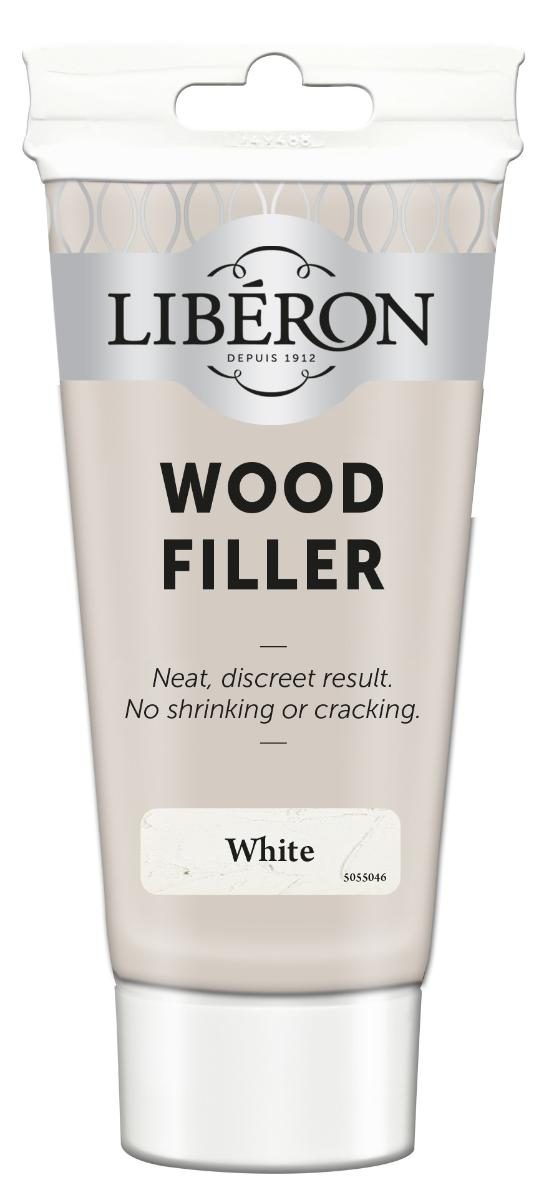 LIBÉRON
DEPUIS 1912
WOOD
FILLER
Neat, discreet result.
No shrinking or cracking.
White
5055046